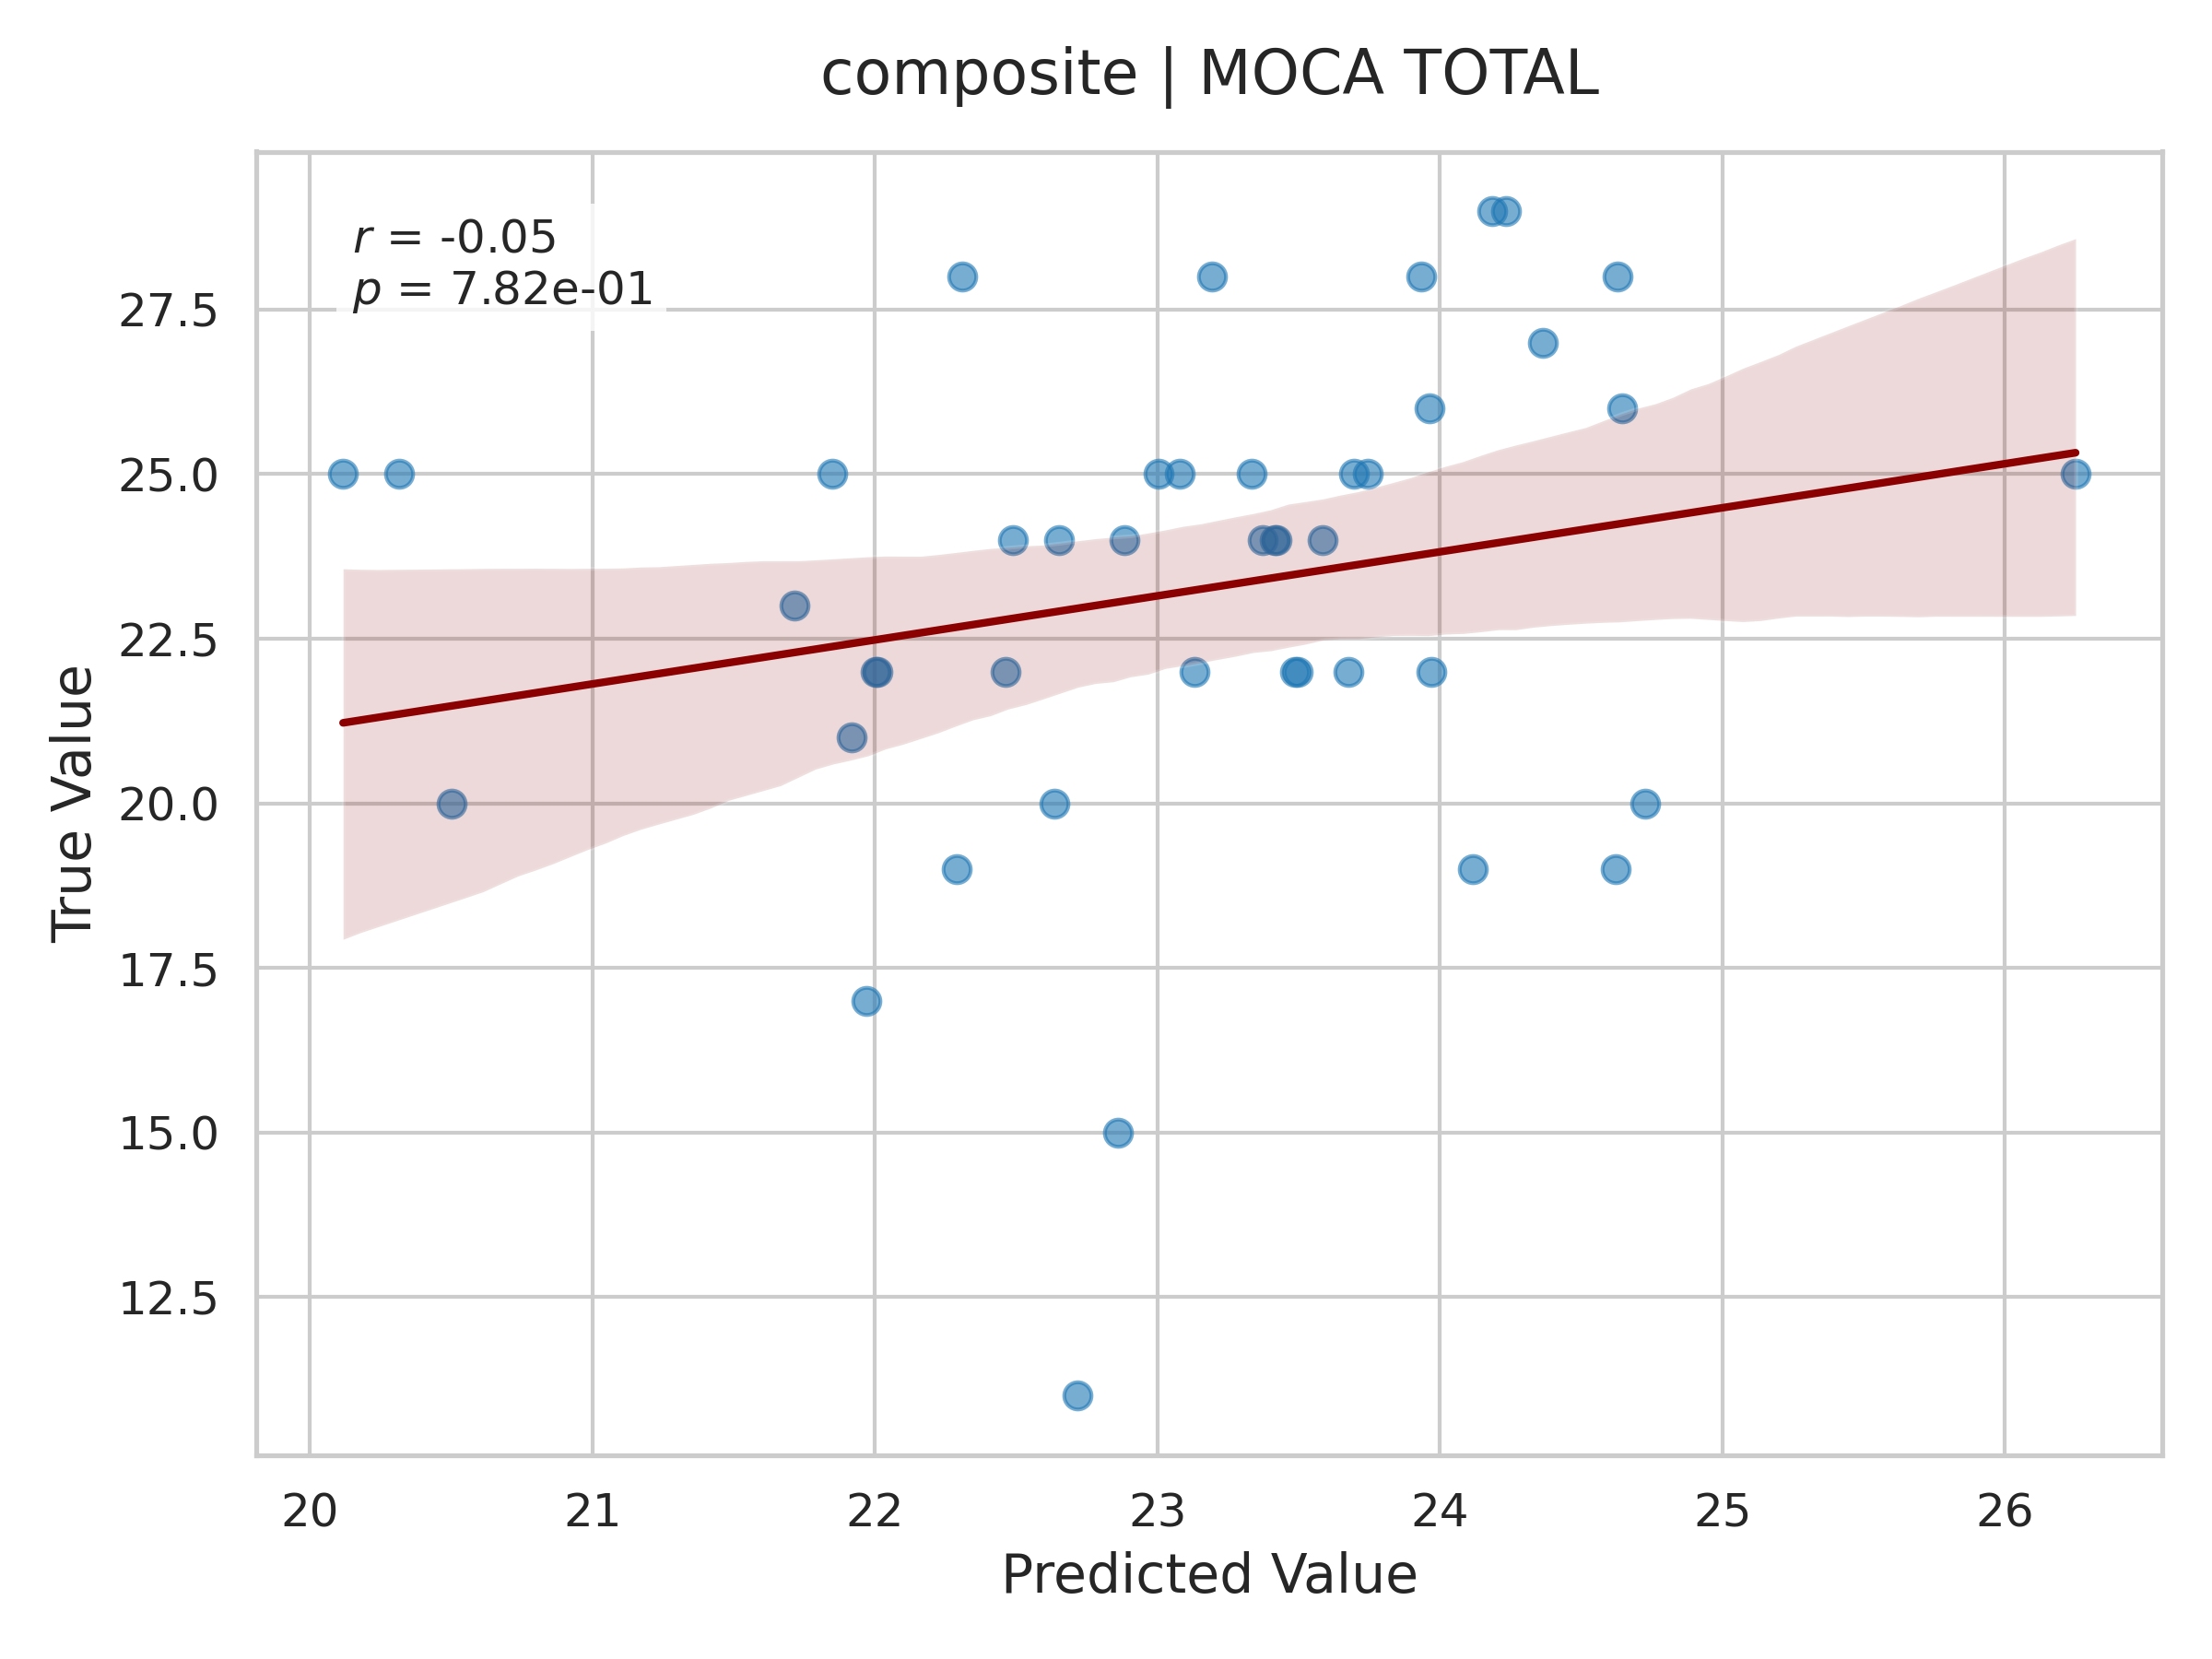 composite | MOCA TOTAL
r = -0.05
p = 7.82e-01
27.5
25.0
22.5
20.0
17.5
15.0
12.5
True Value
20 21 22 23 24 25 26
Predicted Value